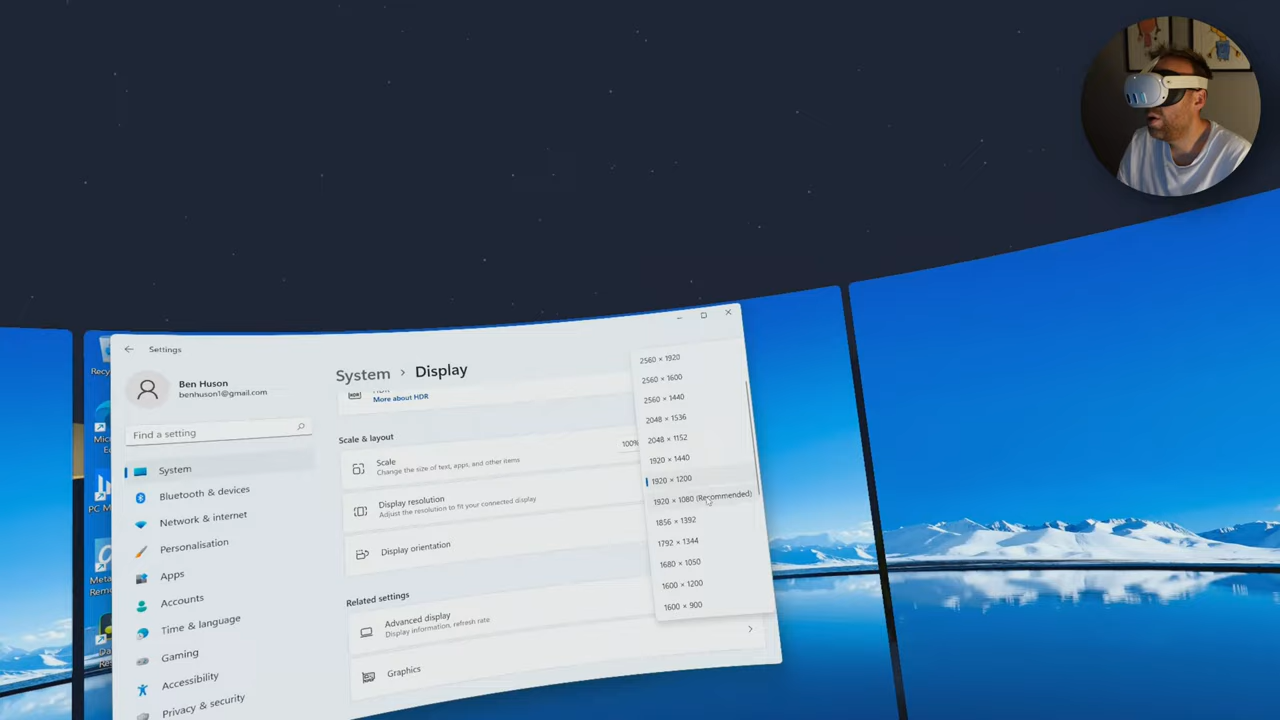 Settings
Ben Huson
benhuson1@gmail.com
Find a setting
System
Bluetooth & devices
Network & internet
Personalisation
Apps
Accounts
Time & language
Gaming
Accessibility
Privacy & security
System > Display
More about HDR
Scale & layout
Scale
Change the size of text, apps, and other items
100%
Display resolution
Adjust the resolution to fit your connected display
Display orientation
Related settings
Advanced display
Display information, refresh rate
Graphics
2560 × 1920
2560 × 1600
2560 × 1440
2048 × 1536
2048 × 1152
1920 × 1440
1920 × 1200
1920 × 1080 (Recommended)
1856 × 1392
1792 × 1344
1680 × 1050
1600 × 1200
1600 × 900